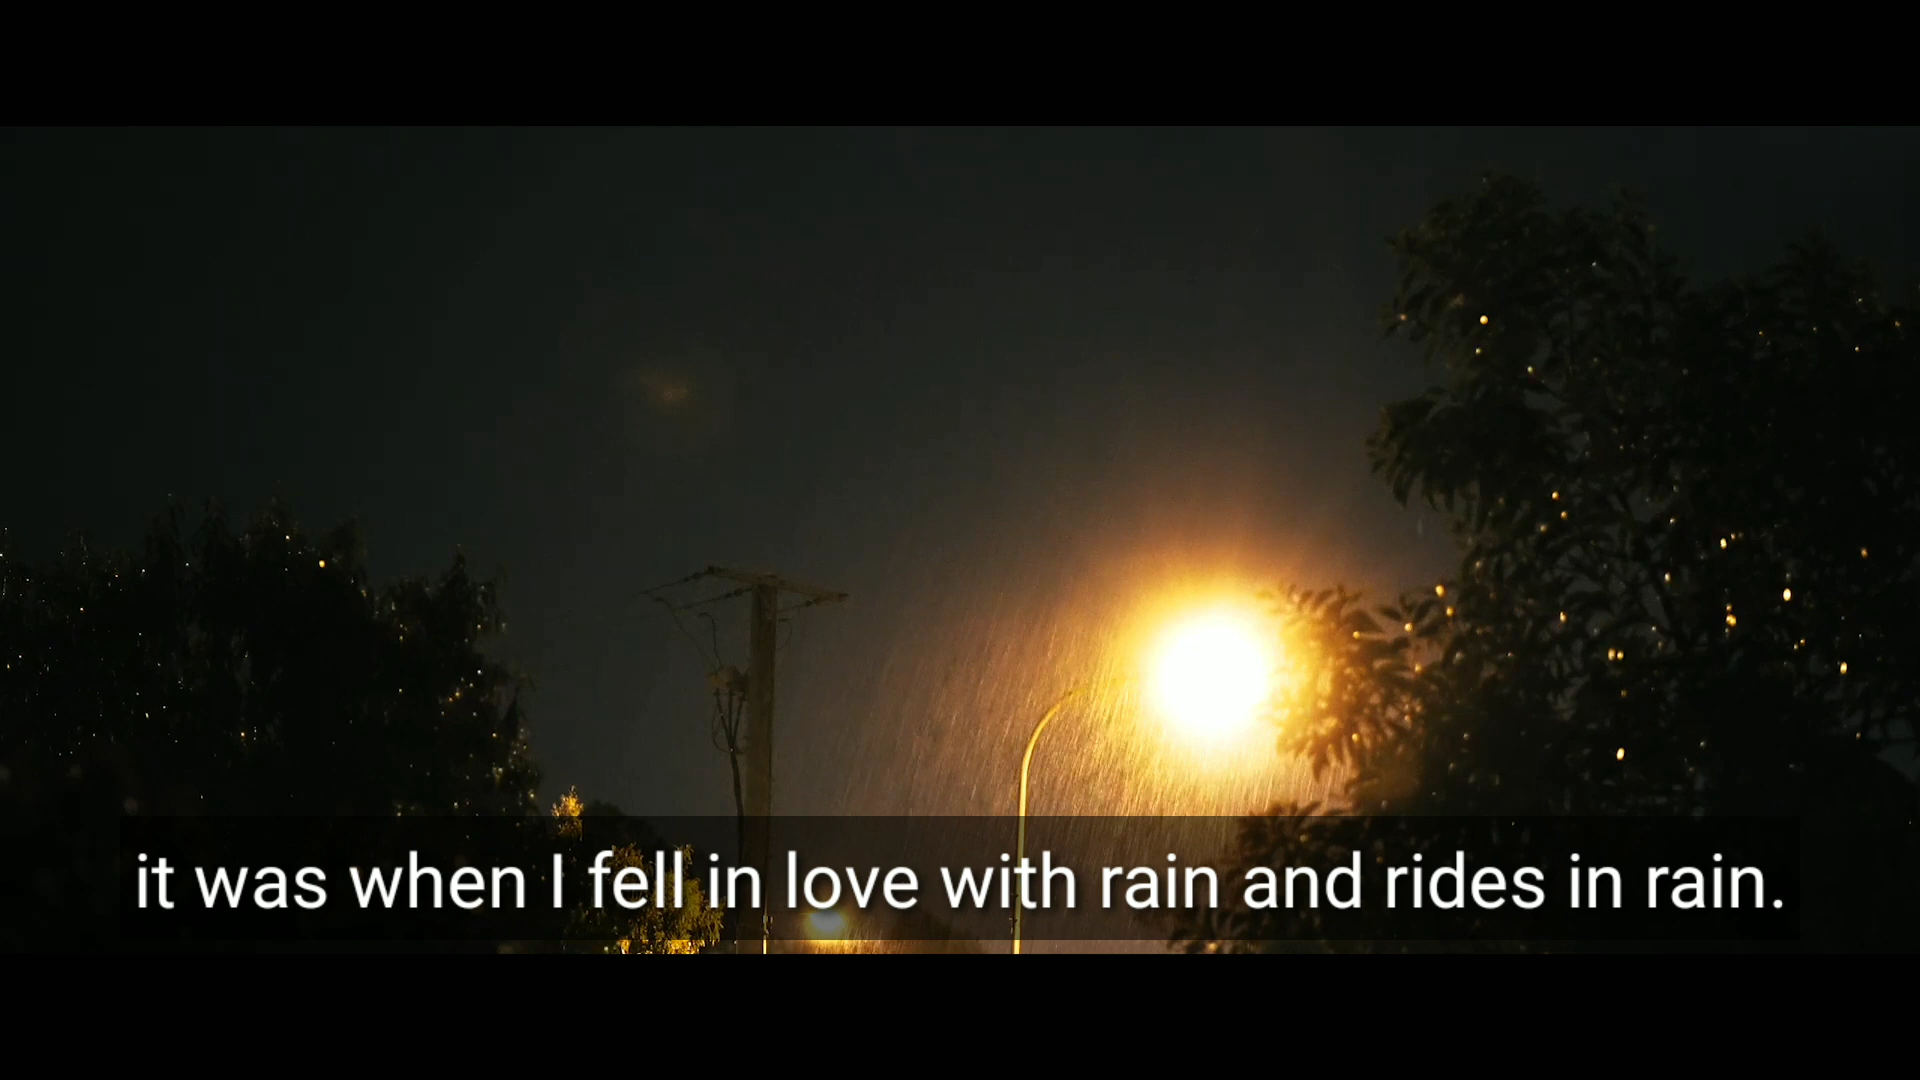 it was when I fell in love with rain and rides in rain.